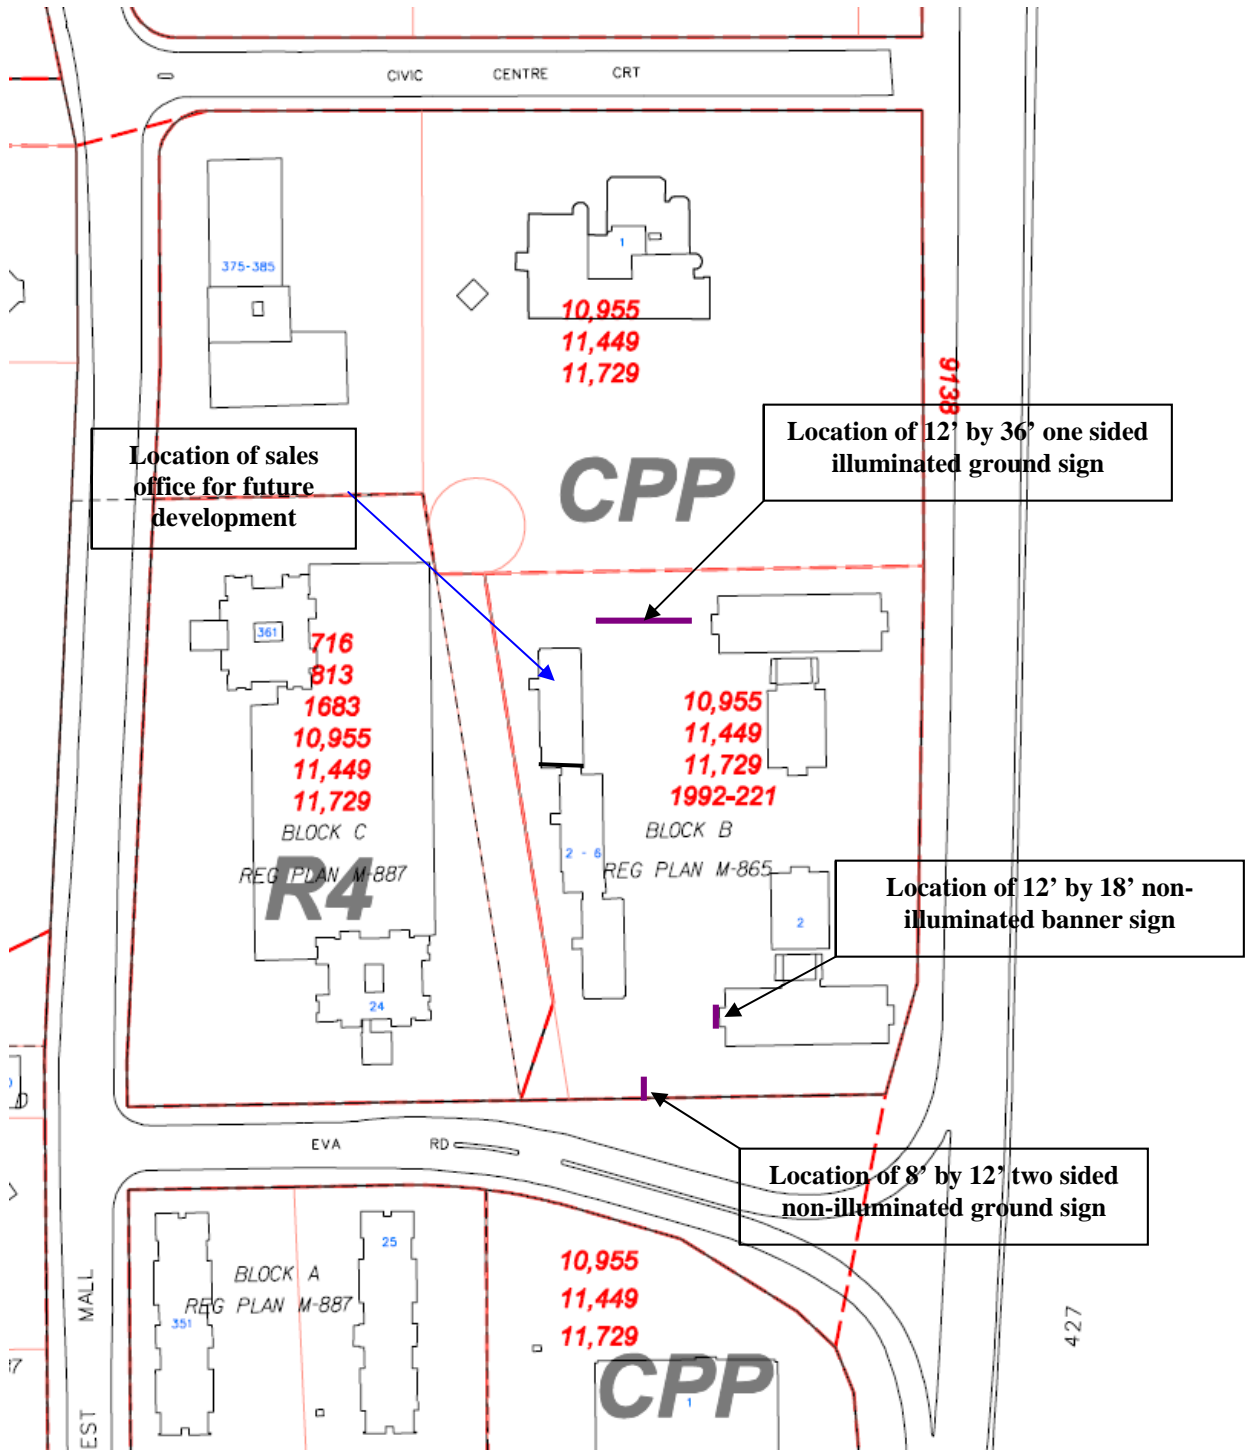 CIVIC CENTRE CRT
375-385
1
10,955
11,449
11,729
9138
Location of 12’ by 36’ one sided
illuminated ground sign
Location of sales
office for future
development
CPP
361
716
813
1683
10,955
11,449
11,729
BLOCK C
REG PLAN M-887
R4
24
10,955
11,449
11,729
1992-221
BLOCK B
REG PLAN M-865
2 - 6
2
Location of 12’ by 18’ non-
illuminated banner sign
EVA RD
Location of 8’ by 12’ two sided
non-illuminated ground sign
25
BLOCK A
REG PLAN M-887
351
10,955
11,449
11,729
CPP
1
427
MALL
EST